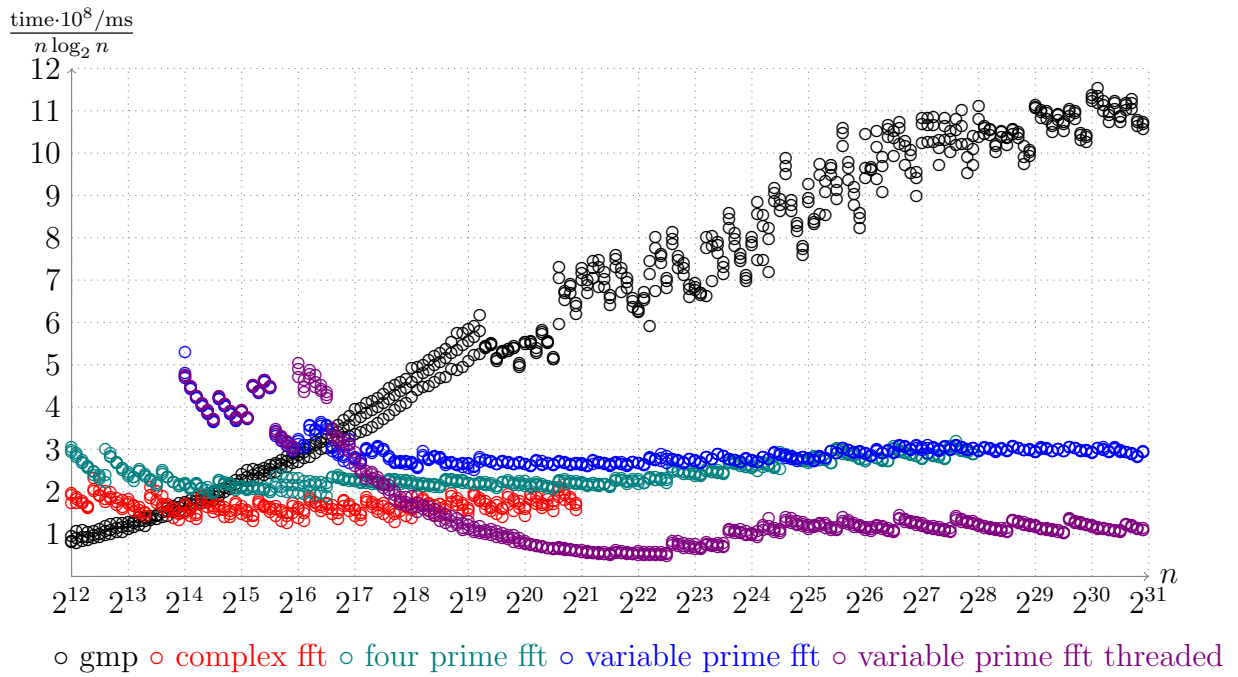 time·10⁸/ms
n log₂ n
12
11
10
9
8
7
6
5
4
3
2
1
n
2¹² 2¹³ 2¹⁴ 2¹⁵ 2¹⁶ 2¹⁷ 2¹⁸ 2¹⁹ 2²⁰ 2²¹ 2²² 2²³ 2²⁴ 2²⁵ 2²⁶ 2²⁷ 2²⁸ 2²⁹ 2³⁰ 2³¹
gmp complex fft four prime fft variable prime fft variable prime fft threaded